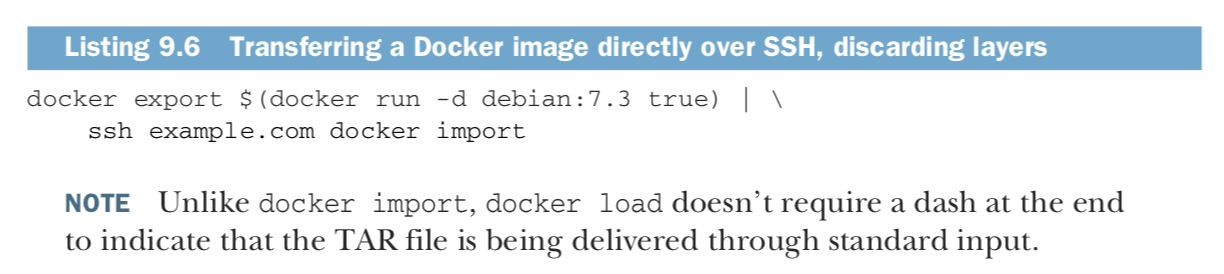 Listing 9.6 Transferring a Docker image directly over SSH, discarding layers
docker export $(docker run -d debian:7.3 true) | \
    ssh example.com docker import
NOTE Unlike docker import, docker load doesn't require a dash at the end
to indicate that the TAR file is being delivered through standard input.